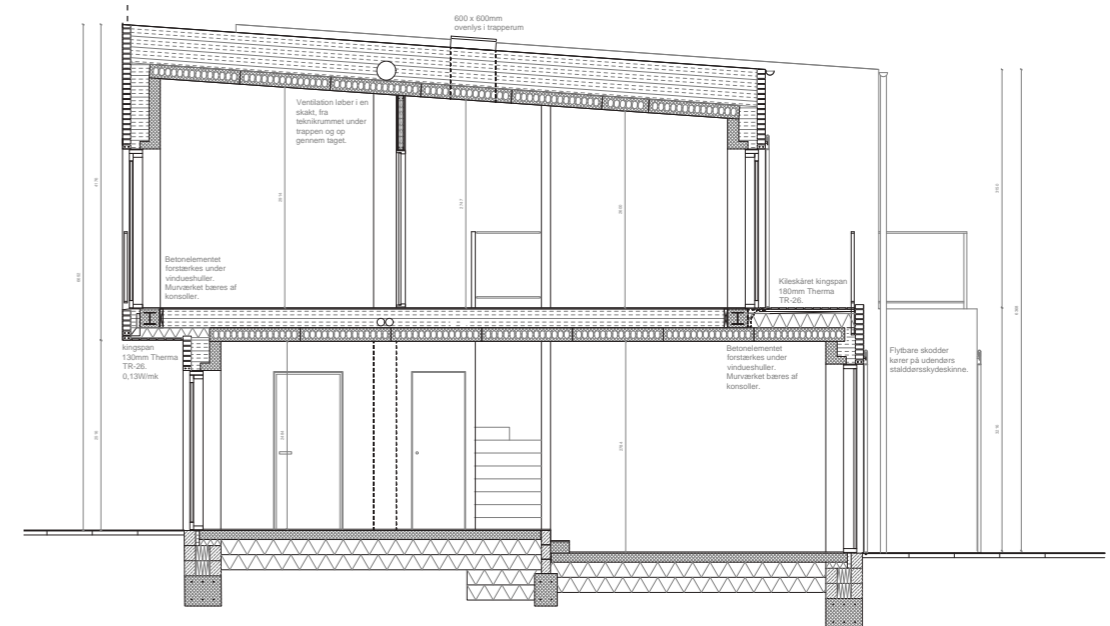 600 x 600mm
ovenlys i trapperum
Ventilation løber i en
skakt, fra
teknikrummet under
trappen og op
gennem taget.
Betonelementet
forstærkes under
vindueshuller.
Murværket bæres af
konsoller.
Kileskåret kingspan
180mm Therma
TR-26.
kingspan
130mm Therma
TR-26.
0,13W/mk
Betonelementet
forstærkes under
vindueshuller.
Murværket bæres af
konsoller.
Flytbare skodder
kører på udendørs
stalddørsskydeskinne.